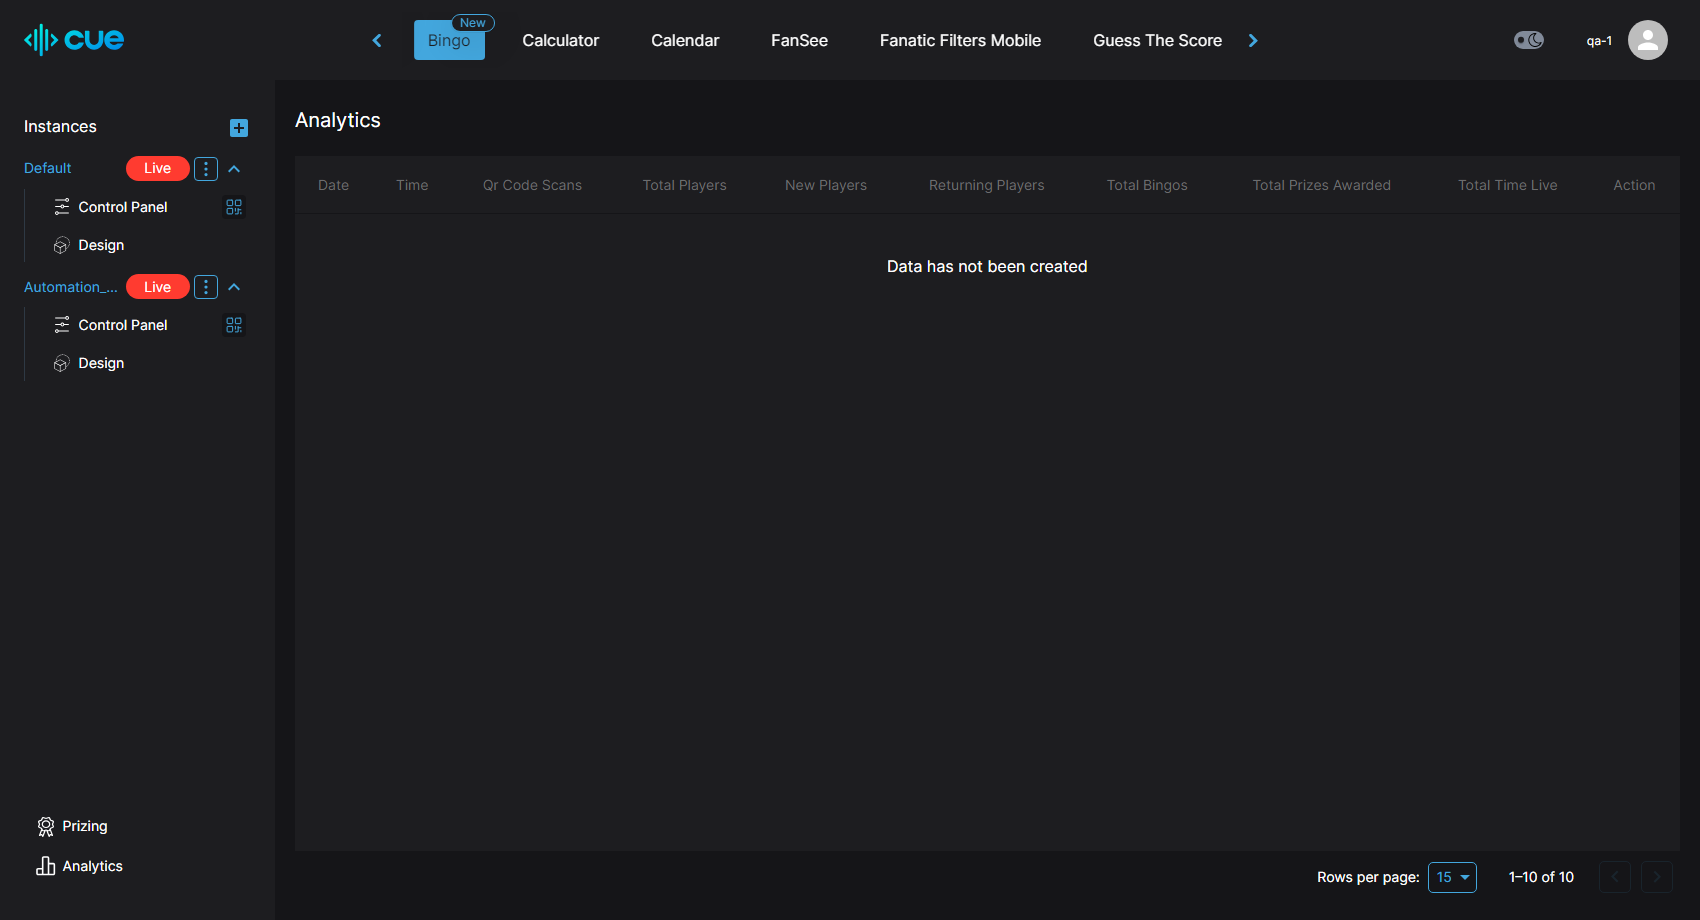 cue
New
Bingo
Calculator
Calendar
FanSee
Fanatic Filters Mobile
Guess The Score
qa-1
Instances
Default
Live
Control Panel
Design
Automation_...
Live
Control Panel
Design
Prizing
Analytics
Analytics
Date Time Qr Code Scans Total Players New Players Returning Players Total Bingos Total Prizes Awarded Total Time Live Action
Data has not been created
Rows per page: 15 1–10 of 10